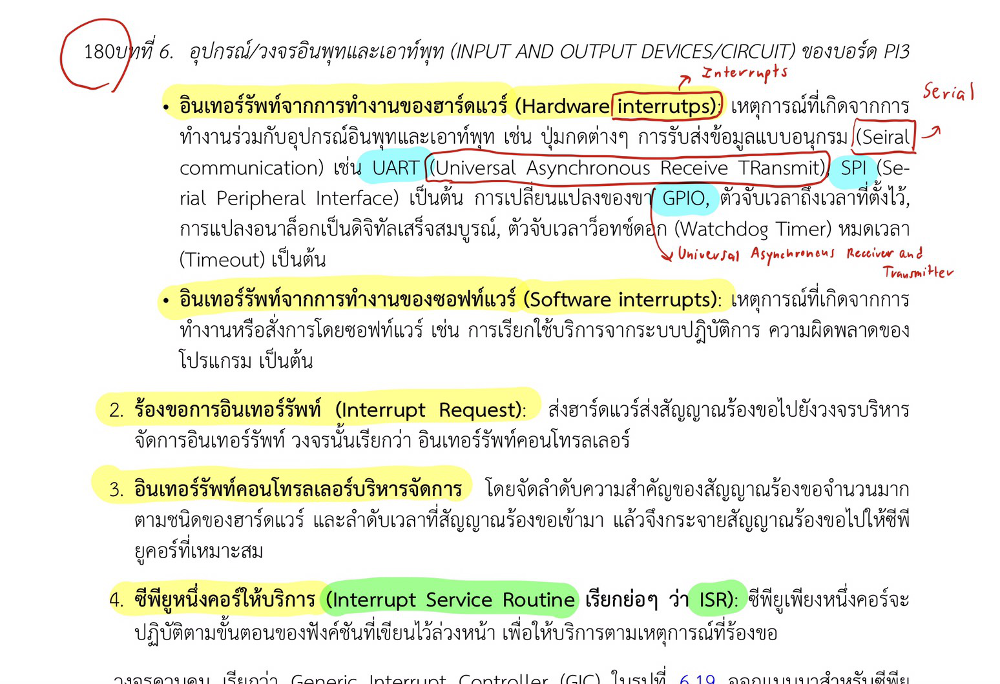 180บทที่ 6. อุปกรณ์/วงจรอินพุทและเอาท์พุท (INPUT AND OUTPUT DEVICES/CIRCUIT) ของบอร์ด PI3
Interrupts
• อินเทอร์รัพท์จากการทำงานของฮาร์ดแวร์ (Hardware interrutps): เหตุการณ์ที่เกิดจากการ
Serial
ทำงานร่วมกับอุปกรณ์อินพุทและเอาท์พุท เช่น ปุ่มกดต่างๆ การรับส่งข้อมูลแบบอนุกรม (Seiral
communication) เช่น UART (Universal Asynchronous Receive TRansmit), SPI (Se-
rial Peripheral Interface) เป็นต้น การเปลี่ยนแปลงของขา GPIO, ตัวจับเวลาถึงเวลาที่ตั้งไว้,
การแปลงอนาล็อกเป็นดิจิทัลเสร็จสมบูรณ์, ตัวจับเวลาว็อทช์ดอก (Watchdog Timer) หมดเวลา
(Timeout) เป็นต้น
Universal Asynchronous Receiver and
Transmitter
• อินเทอร์รัพท์จากการทำงานของซอฟท์แวร์ (Software interrupts): เหตุการณ์ที่เกิดจากการ
ทำงานหรือสั่งการโดยซอฟท์แวร์ เช่น การเรียกใช้บริการจากระบบปฎิบัติการ ความผิดพลาดของ
โปรแกรม เป็นต้น
2. ร้องขอการอินเทอร์รัพท์ (Interrupt Request): ส่งฮาร์ดแวร์ส่งสัญญาณร้องขอไปยังวงจรบริหาร
จัดการอินเทอร์รัพท์ วงจรนั้นเรียกว่า อินเทอร์รัพท์คอนโทรลเลอร์
3. อินเทอร์รัพท์คอนโทรลเลอร์บริหารจัดการ โดยจัดลำดับความสำคัญของสัญญาณร้องขอจำนวนมาก
ตามชนิดของฮาร์ดแวร์ และลำดับเวลาที่สัญญาณร้องขอเข้ามา แล้วจึงกระจายสัญญาณร้องขอไปให้ซีพี
ยูคอร์ที่เหมาะสม
4. ซีพียูหนึ่งคอร์ให้บริการ (Interrupt Service Routine เรียกย่อๆ ว่า ISR): ซีพียูเพียงหนึ่งคอร์จะ
ปฏิบัติตามขั้นตอนของฟังค์ชันที่เขียนไว้ล่วงหน้า เพื่อให้บริการตามเหตุการณ์ที่ร้องขอ
วงจรควบคุม เรียกว่า Generic Interrupt Controller (GIC) ในรูปที่ 6.19 ออกแบบมาสำหรับซีพียู